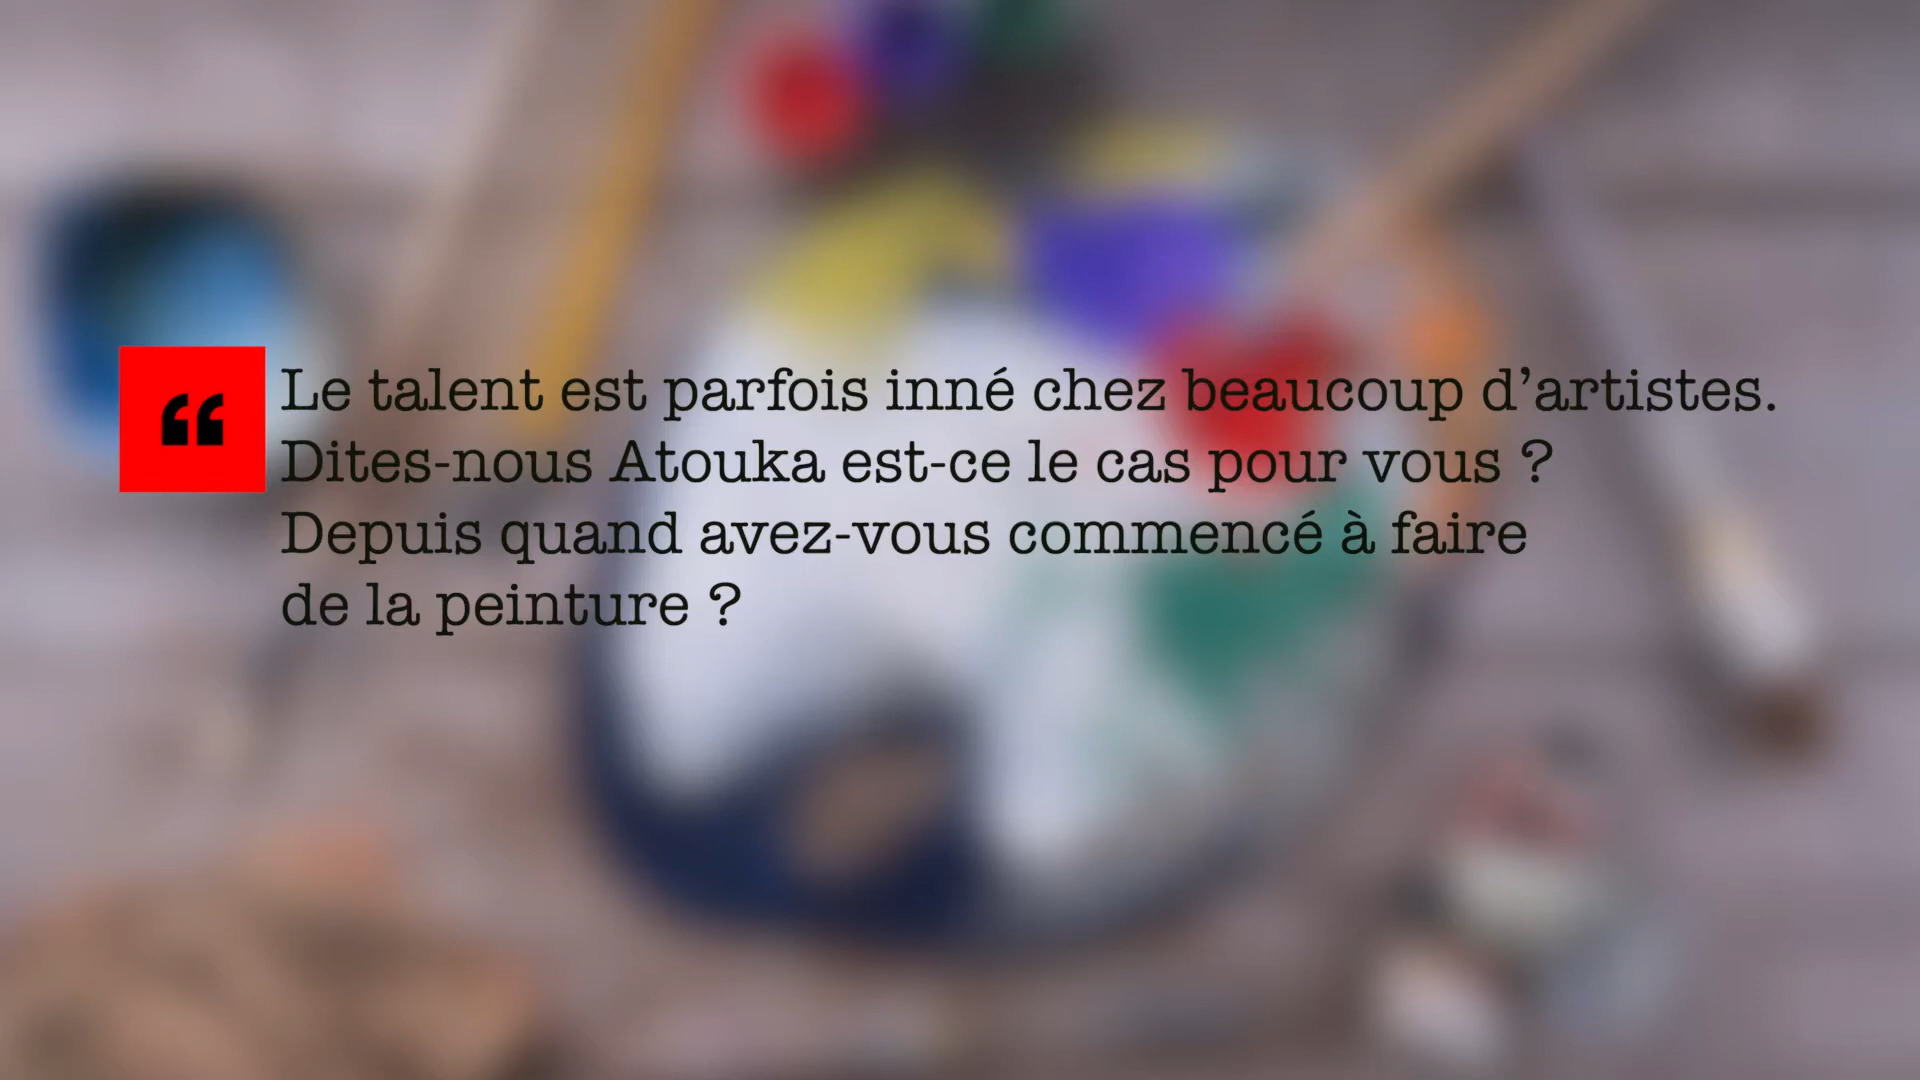 “
Le talent est parfois inné chez beaucoup d’artistes.
Dites-nous Atouka est-ce le cas pour vous ?
Depuis quand avez-vous commencé à faire
de la peinture ?